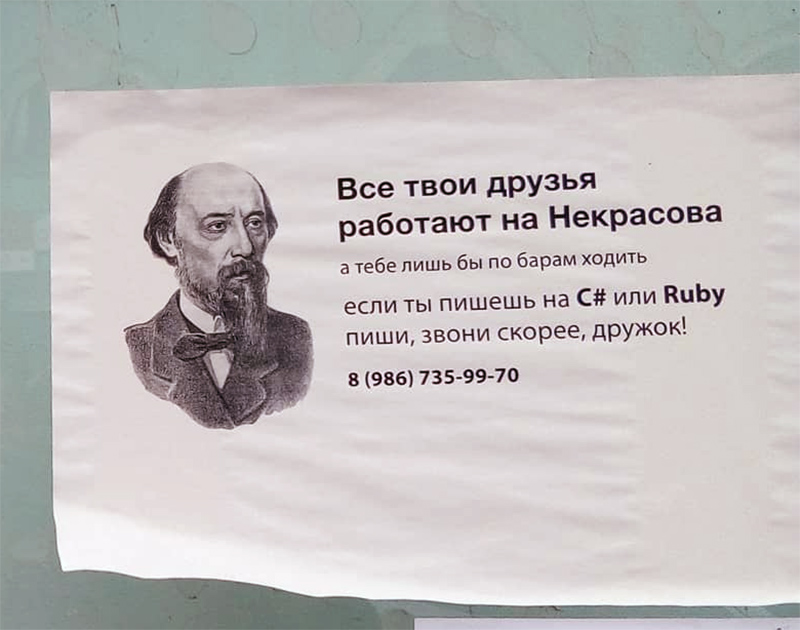 Все твои друзья
работают на Некрасова
а тебе лишь бы по барам ходить
если ты пишешь на C# или Ruby
пиши, звони скорее, дружок!
8 (986) 735-99-70